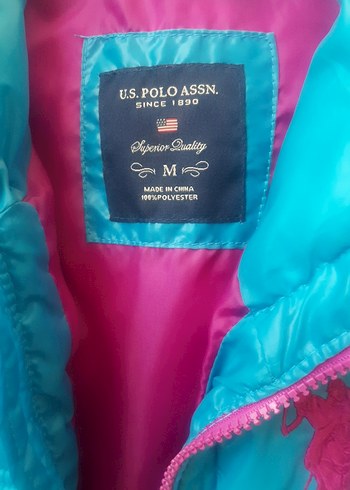 U.S. POLO ASSN.
SINCE 1890
Superior Quality
M
MADE IN CHINA
100%POLYESTER